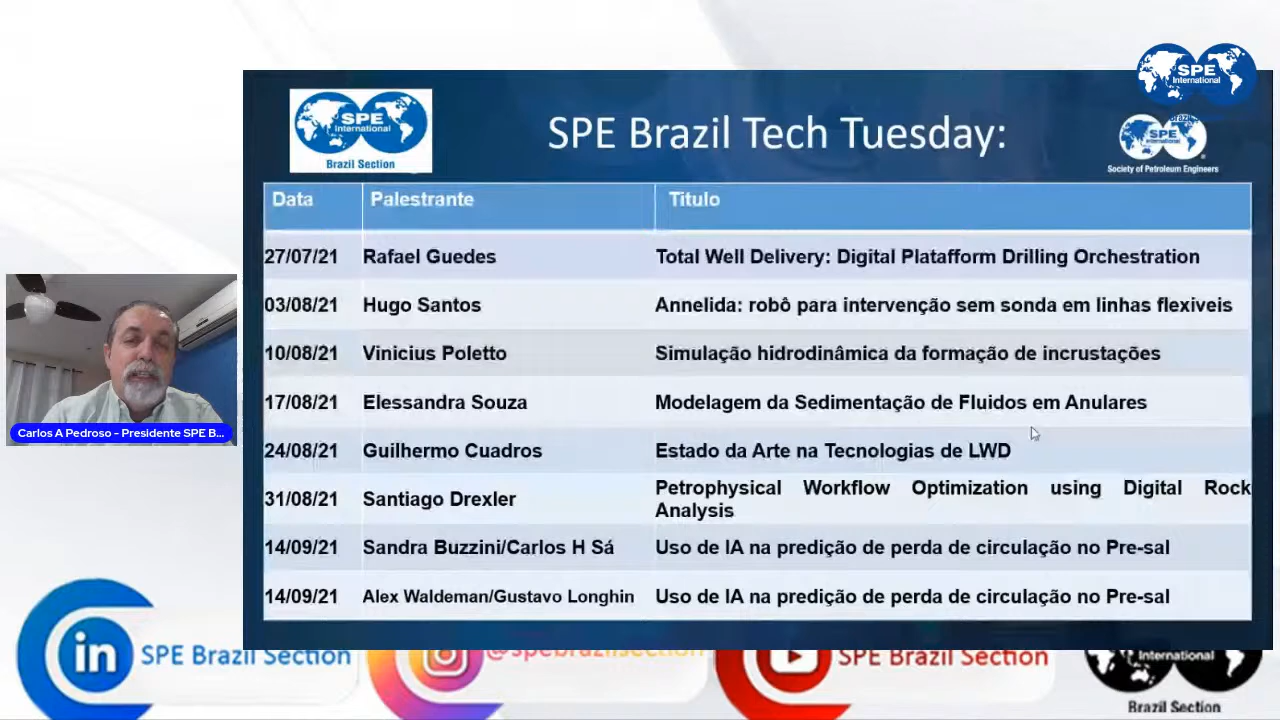 SPE
International
SPE
International
Brazil Section
SPE Brazil Tech Tuesday:
SPE
International
Society of Petroleum Engineers
Data Palestrante Titulo
27/07/21 Rafael Guedes Total Well Delivery: Digital Platafform Drilling Orchestration
03/08/21 Hugo Santos Annelida: robô para intervenção sem sonda em linhas flexiveis
10/08/21 Vinicius Poletto Simulação hidrodinâmica da formação de incrustações
17/08/21 Elessandra Souza Modelagem da Sedimentação de Fluidos em Anulares
24/08/21 Guilhermo Cuadros Estado da Arte na Tecnologias de LWD
31/08/21 Santiago Drexler Petrophysical Workflow Optimization using Digital Rock
Analysis
14/09/21 Sandra Buzzini/Carlos H Sá Uso de IA na predição de perda de circulação no Pre-sal
14/09/21 Alex Waldeman/Gustavo Longhin Uso de IA na predição de perda de circulação no Pre-sal
Carlos A Pedroso - Presidente SPE B...
in SPE Brazil Section
@spebrazilsection
SPE Brazil Section
International
Brazil Section